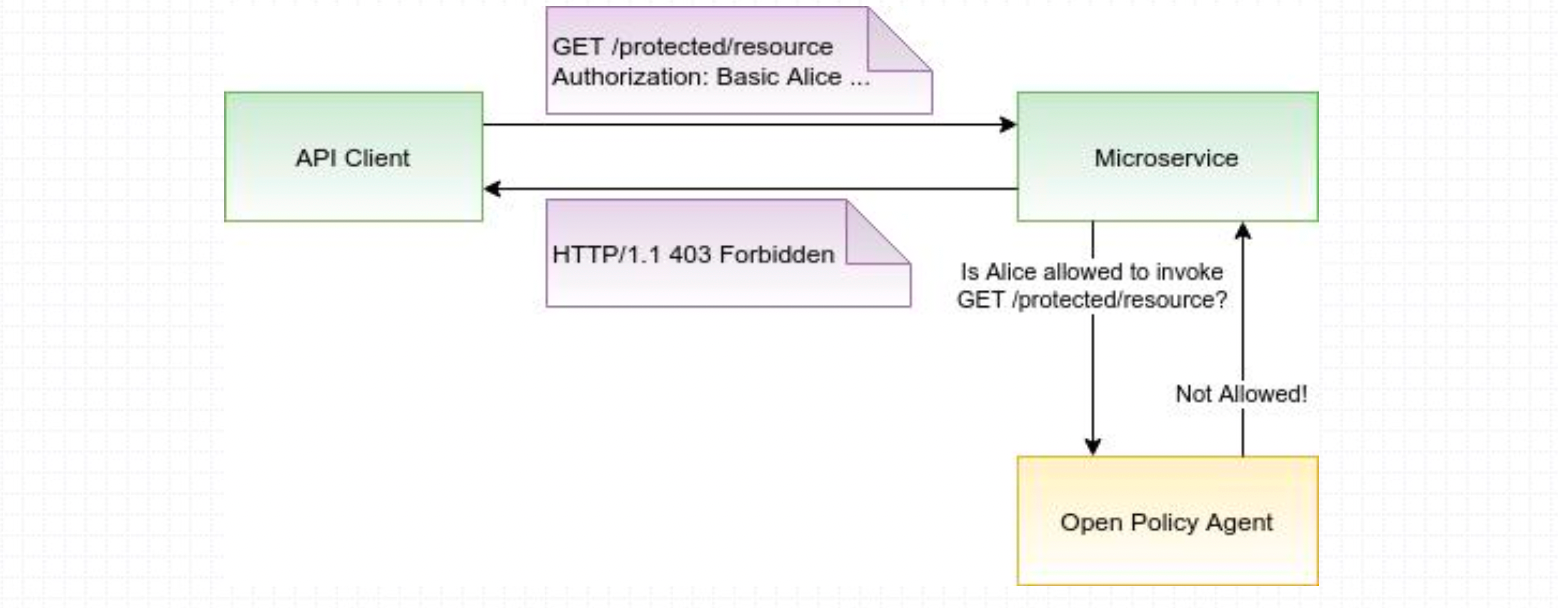 GET /protected/resource
Authorization: Basic Alice ...
API Client
Microservice
HTTP/1.1 403 Forbidden
Is Alice allowed to invoke
GET /protected/resource?
Not Allowed!
Open Policy Agent